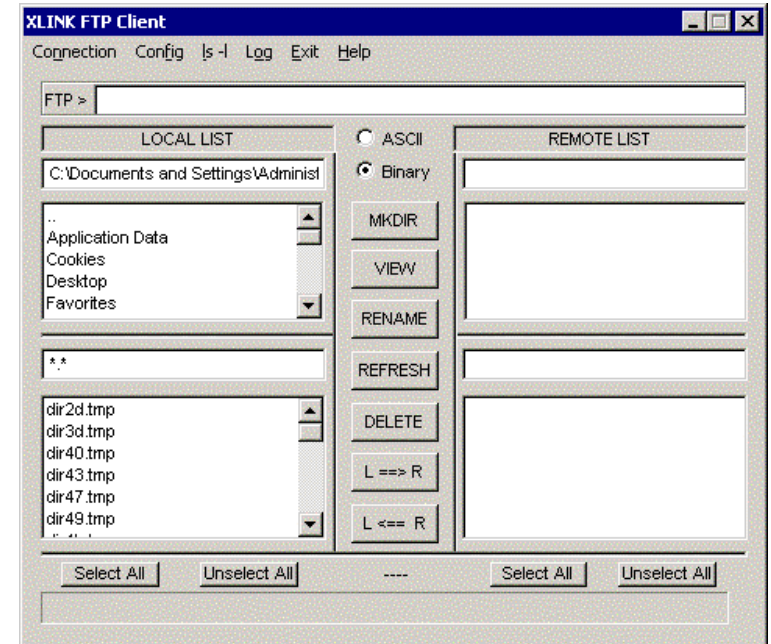 XLINK FTP Client
Connection Config ls -l Log Exit Help
FTP >
LOCAL LIST
ASCII
REMOTE LIST
C:\Documents and Settings\Administ
Binary
..
Application Data
Cookies
Desktop
Favorites
MKDIR
VIEW
RENAME
*.*
REFRESH
dir2d.tmp
dir3d.tmp
dir40.tmp
dir43.tmp
dir47.tmp
dir49.tmp
DELETE
L ==> R
L <== R
Select All Unselect All ---- Select All Unselect All